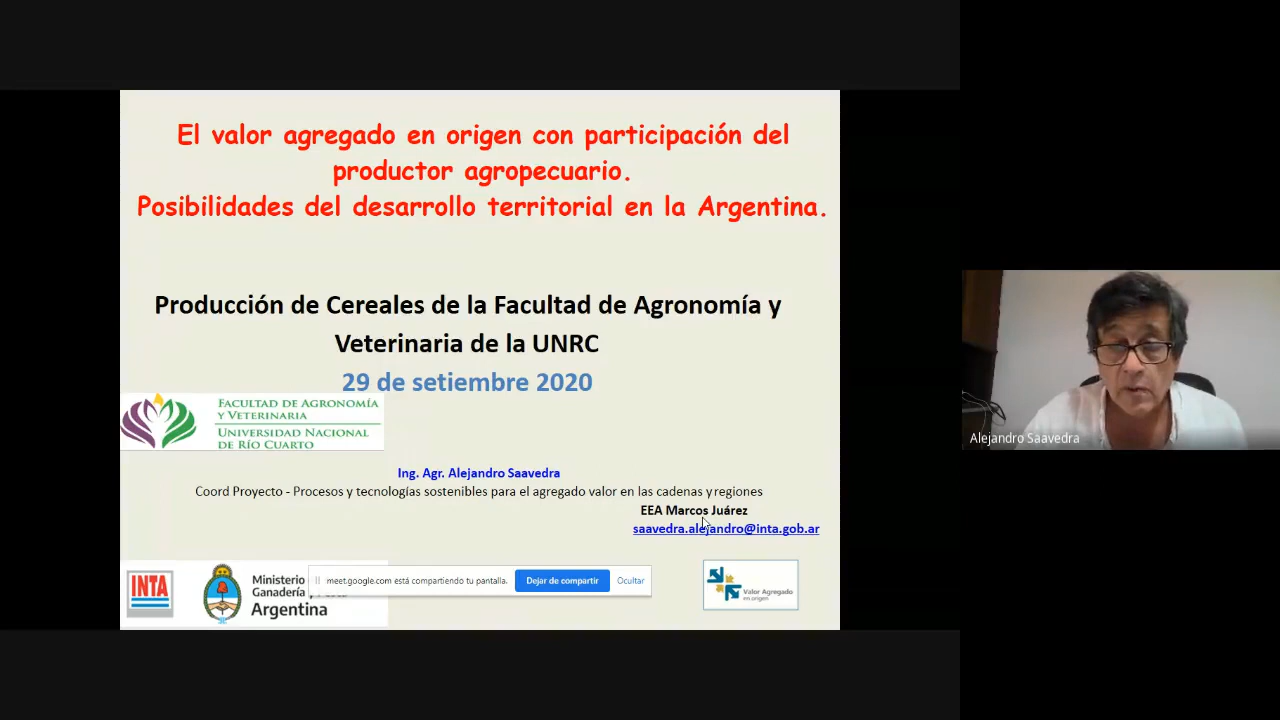 El valor agregado en origen con participación del
productor agropecuario.
Posibilidades del desarrollo territorial en la Argentina.
Producción de Cereales de la Facultad de Agronomía y
Veterinaria de la UNRC
29 de setiembre 2020
FACULTAD DE AGRONOMÍA
Y VETERINARIA
UNIVERSIDAD NACIONAL
DE RÍO CUARTO
Ing. Agr. Alejandro Saavedra
Coord Proyecto - Procesos y tecnologías sostenibles para el agregado valor en las cadenas y regiones
EEA Marcos Juárez
saavedra.alejandro@inta.gob.ar
INTA
Ministerio
Ganadería y
Argentina
meet.google.com está compartiendo tu pantalla.
Dejar de compartir
Ocultar
Valor Agregado
en origen
Alejandro Saavedra